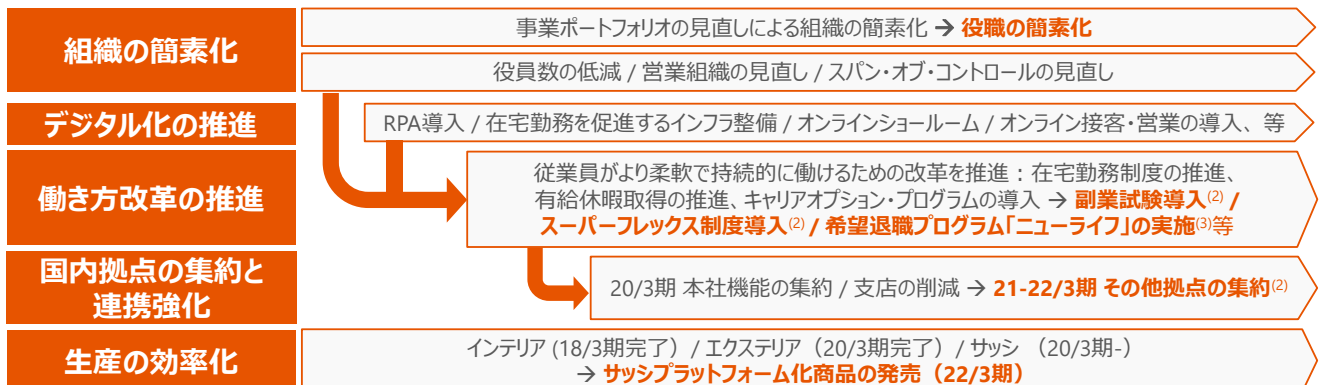 組織の簡素化
事業ポートフォリオの見直しによる組織の簡素化 → 役職の簡素化
役員数の低減 / 営業組織の見直し / スパン・オブ・コントロールの見直し
デジタル化の推進
RPA導入 / 在宅勤務を促進するインフラ整備 / オンラインショールーム / オンライン接客・営業の導入、等
働き方改革の推進
従業員がより柔軟で持続的に働けるための改革を推進：在宅勤務制度の推進、
有給休暇取得の推進、キャリアオプション・プログラムの導入 → 副業試験導入(2) /
スーパーフレックス制度導入(2) / 希望退職プログラム「ニューライフ」の実施(3)等
国内拠点の集約と
連携強化
20/3期 本社機能の集約 / 支店の削減 → 21-22/3期 その他拠点の集約(2)
生産の効率化
インテリア (18/3期完了）/ エクステリア（20/3期完了）/ サッシ （20/3期-）
→ サッシプラットフォーム化商品の発売（22/3期）